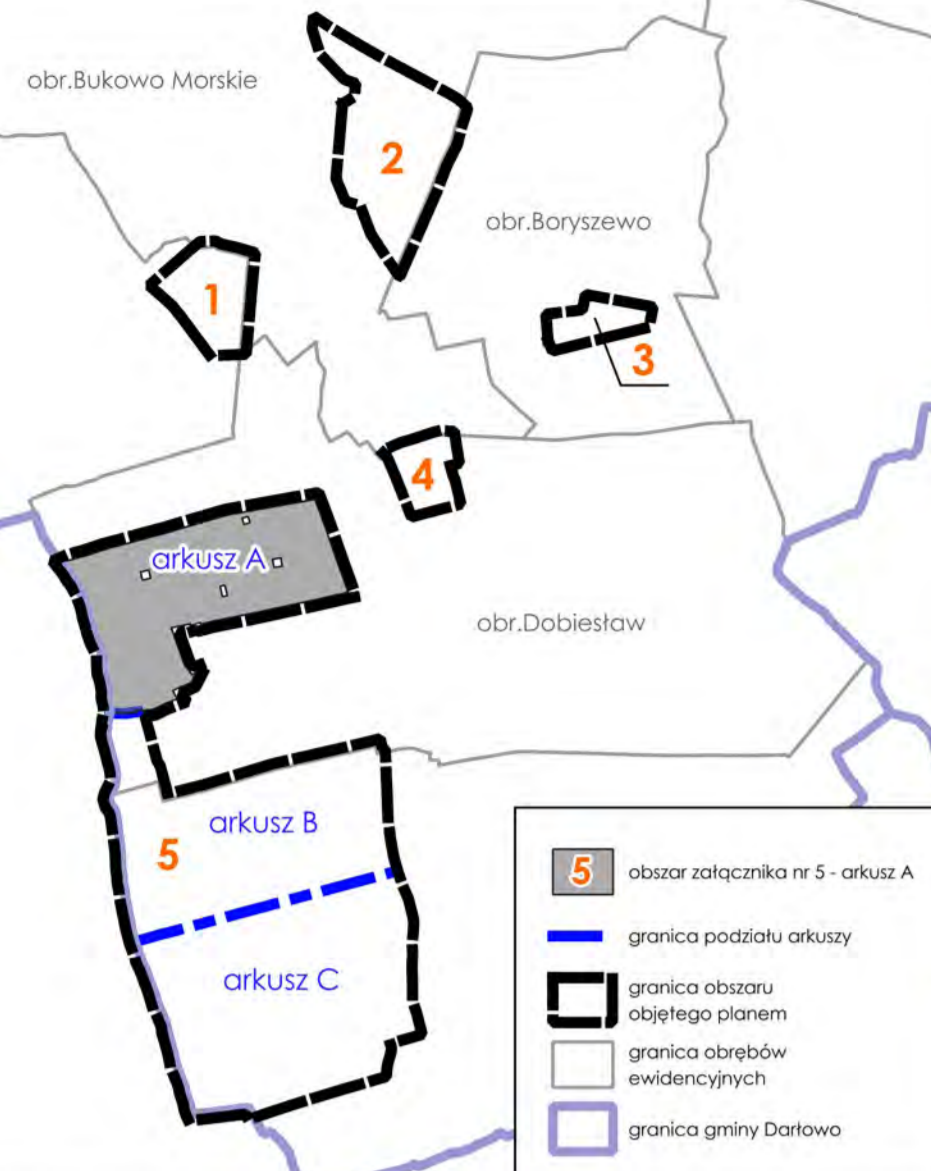 obr.Bukowo Morskie
2
obr.Boryszewo
1
3
4
arkusz A
obr.Dobiesław
arkusz B
5
arkusz C
5 obszar załącznika nr 5 - arkusz A
granica podziału arkuszy
granica obszaru
objętego planem
granica obrębów
ewidencyjnych
granica gminy Darłowo